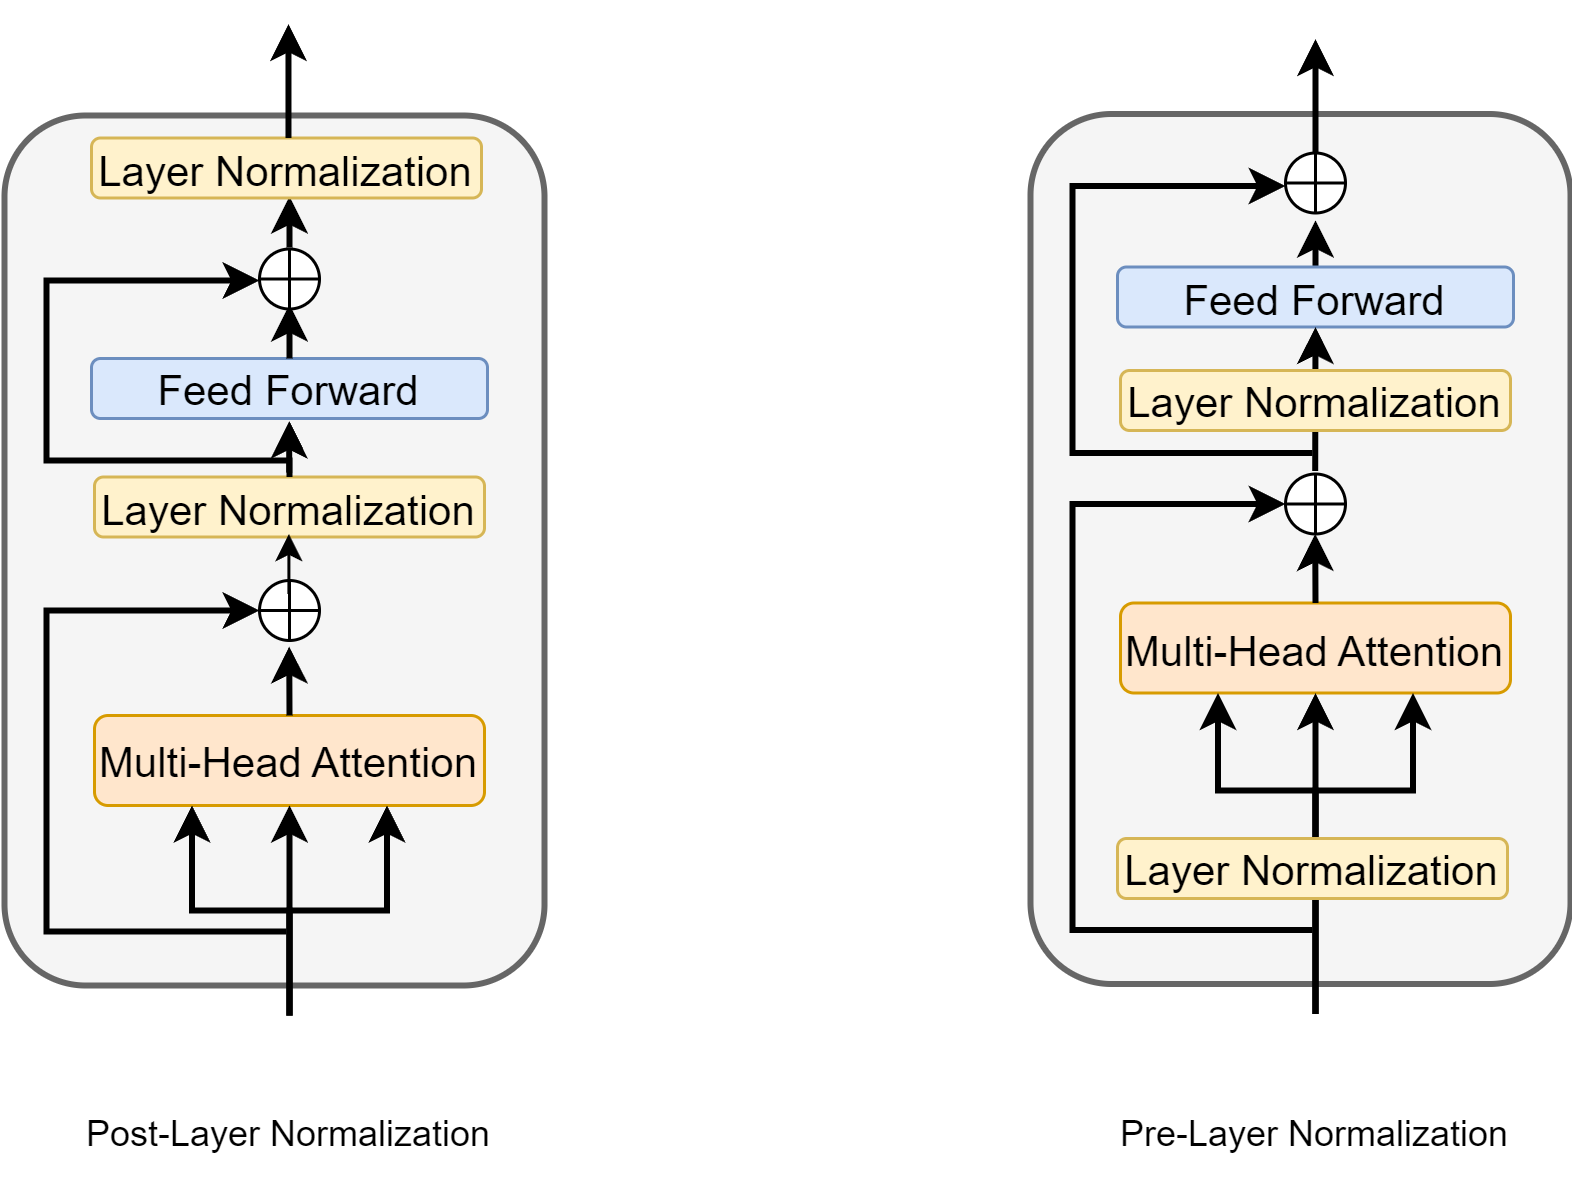 Layer Normalization
Feed Forward
Layer Normalization
Multi-Head Attention
Post-Layer Normalization
Feed Forward
Layer Normalization
Multi-Head Attention
Layer Normalization
Pre-Layer Normalization